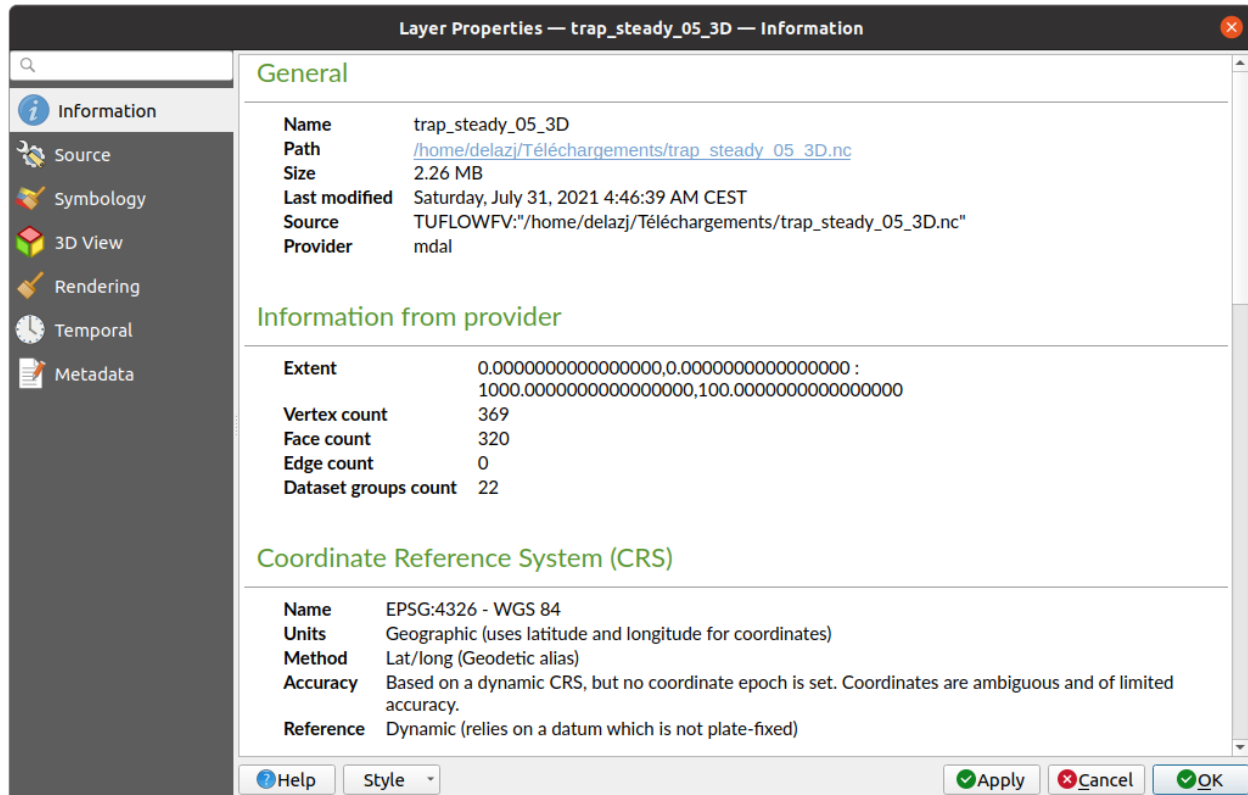 Layer Properties — trap_steady_05_3D — Information
Information
Source
Symbology
3D View
Rendering
Temporal
Metadata
General
Name trap_steady_05_3D
Path /home/delazj/Téléchargements/trap_steady_05_3D.nc
Size 2.26 MB
Last modified Saturday, July 31, 2021 4:46:39 AM CEST
Source TUFLOWFV:"/home/delazj/Téléchargements/trap_steady_05_3D.nc"
Provider mdal
Information from provider
Extent 0.0000000000000000,0.0000000000000000 :
1000.0000000000000000,100.0000000000000000
Vertex count 369
Face count 320
Edge count 0
Dataset groups count 22
Coordinate Reference System (CRS)
Name EPSG:4326 - WGS 84
Units Geographic (uses latitude and longitude for coordinates)
Method Lat/long (Geodetic alias)
Accuracy Based on a dynamic CRS, but no coordinate epoch is set. Coordinates are ambiguous and of limited
accuracy.
Reference Dynamic (relies on a datum which is not plate-fixed)
Help Style Apply Cancel OK